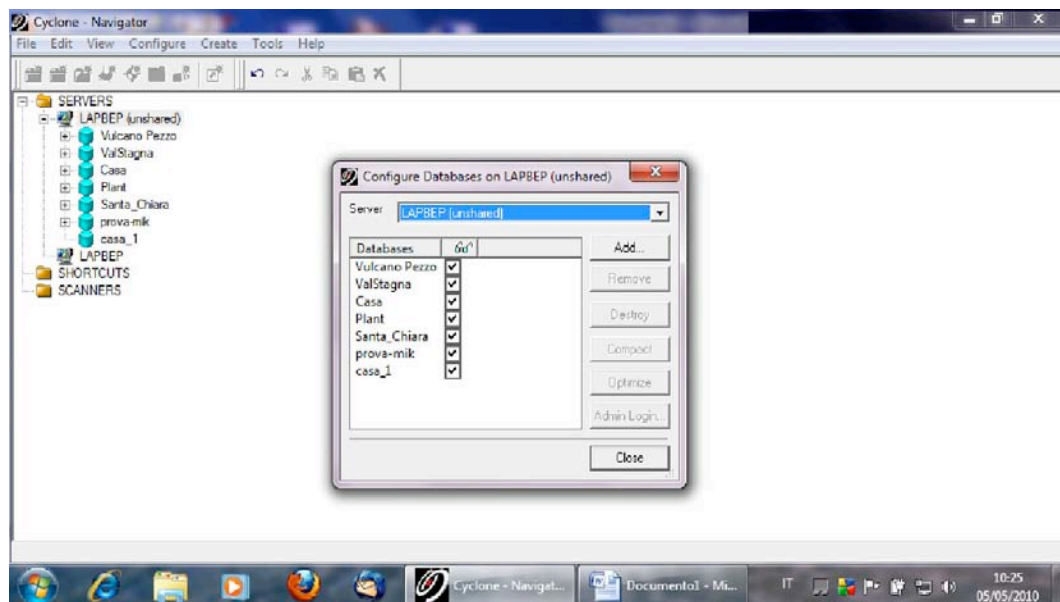 Cyclone - Navigator
File Edit View Configure Create Tools Help
SERVERS
LAPBEP (unshared)
Vulcano Pezzo
ValStagna
Casa
Plant
Santa_Chiara
prova-mik
casa_1
LAPBEP
SHORTCUTS
SCANNERS
Configure Databases on LAPBEP (unshared)
Server LAPBEP (unshared)
Databases
Vulcano Pezzo
ValStagna
Casa
Plant
Santa_Chiara
prova-mik
casa_1
Add...
Remove
Destroy
Compact
Optimize
Admin Login...
Close
Cyclone - Navigat...
Documento1 - Mi...
IT
10:25
05/05/2010